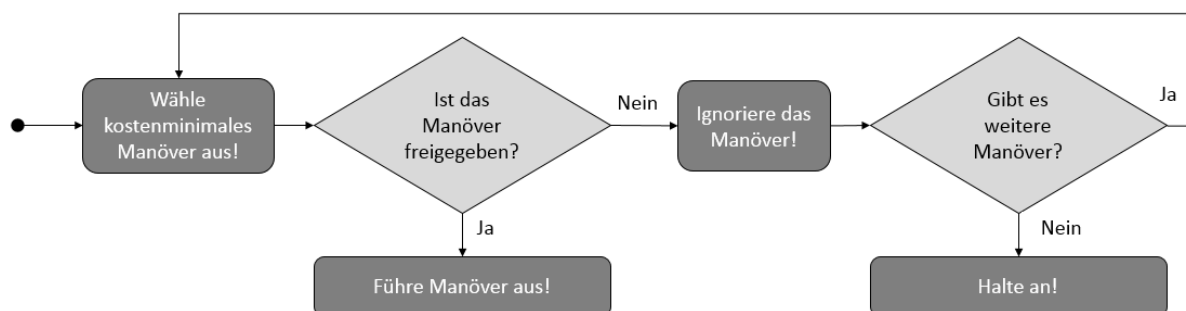 Wähle
kostenminimales
Manöver aus!
Ist das
Manöver
freigegeben?
Nein
Ignoriere das
Manöver!
Gibt es
weitere
Manöver?
Ja
Ja
Führe Manöver aus!
Nein
Halte an!